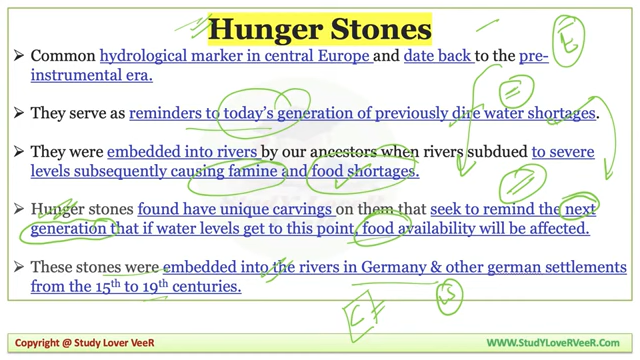 Hunger Stones
➤ Common hydrological marker in central Europe and date back to the pre-
instrumental era.
➤ They serve as reminders to today's generation of previously dire water shortages.
➤ They were embedded into rivers by our ancestors when rivers subdued to severe
levels subsequently causing famine and food shortages.
➤ Hunger stones found have unique carvings on them that seek to remind the next
generation that if water levels get to this point, food availability will be affected.
➤ These stones were embedded into the rivers in Germany & other german settlements
from the 15th to 19th centuries.
Copyright @ Study Lover VeeR
WWW.StudyLoveRVeeR.Com